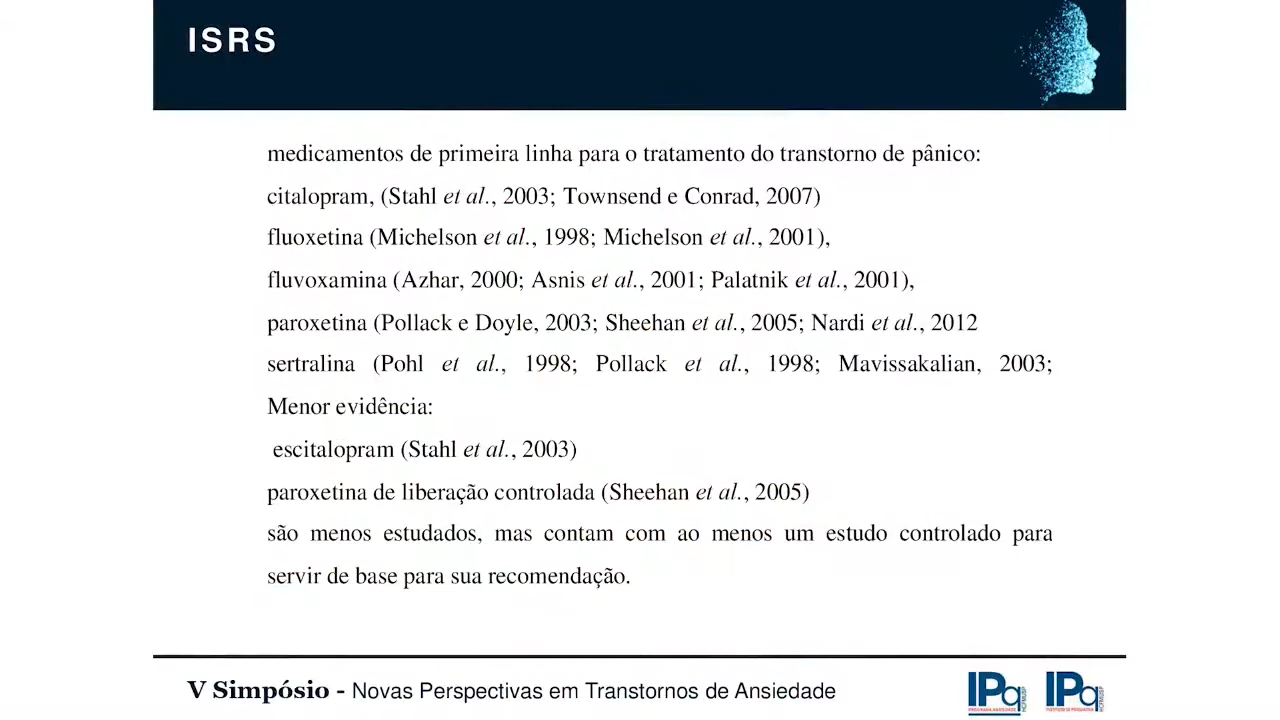 ISRS
medicamentos de primeira linha para o tratamento do transtorno de pânico:
citalopram, (Stahl et al., 2003; Townsend e Conrad, 2007)
fluoxetina (Michelson et al., 1998; Michelson et al., 2001),
fluvoxamina (Azhar, 2000; Asnis et al., 2001; Palatnik et al., 2001),
paroxetina (Pollack e Doyle, 2003; Sheehan et al., 2005; Nardi et al., 2012
sertralina (Pohl et al., 1998; Pollack et al., 1998; Mavissakalian, 2003;
Menor evidência:
escitalopram (Stahl et al., 2003)
paroxetina de liberação controlada (Sheehan et al., 2005)
são menos estudados, mas contam com ao menos um estudo controlado para
servir de base para sua recomendação.
V Simpósio - Novas Perspectivas em Transtornos de Ansiedade
IPq IPq